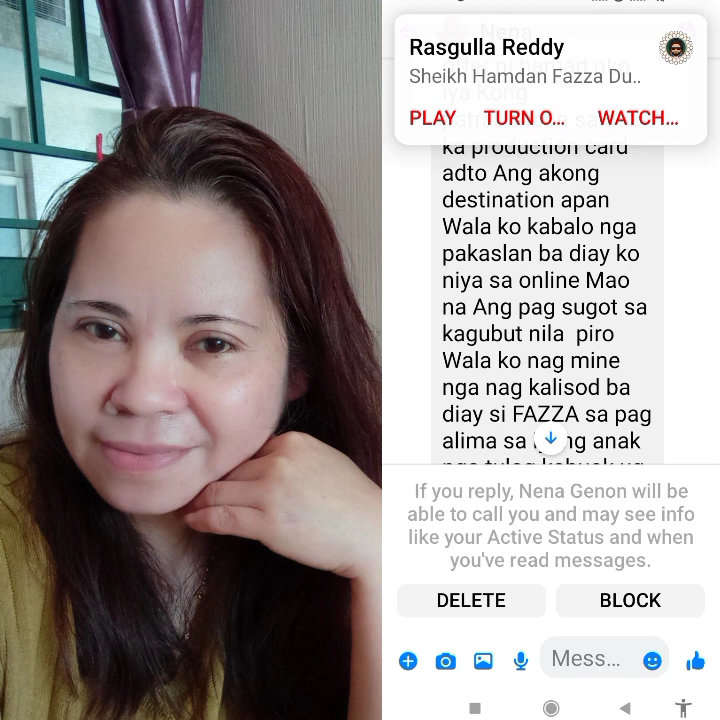 Nena
Rasgulla Reddy
Sheikh Hamdan Fazza Du..
PLAY TURN O... WATCH...
ka production card
adto Ang akong
destination apan
Wala ko kabalo nga
pakaslan ba diay ko
niya sa online Mao
na Ang pag sugot sa
kagubut nila piro
Wala ko nag mine
nga nag kalisod ba
diay si FAZZA sa pag
alima sa anak
If you reply, Nena Genon will be
able to call you and may see info
like your Active Status and when
you've read messages.
DELETE BLOCK
Mess...